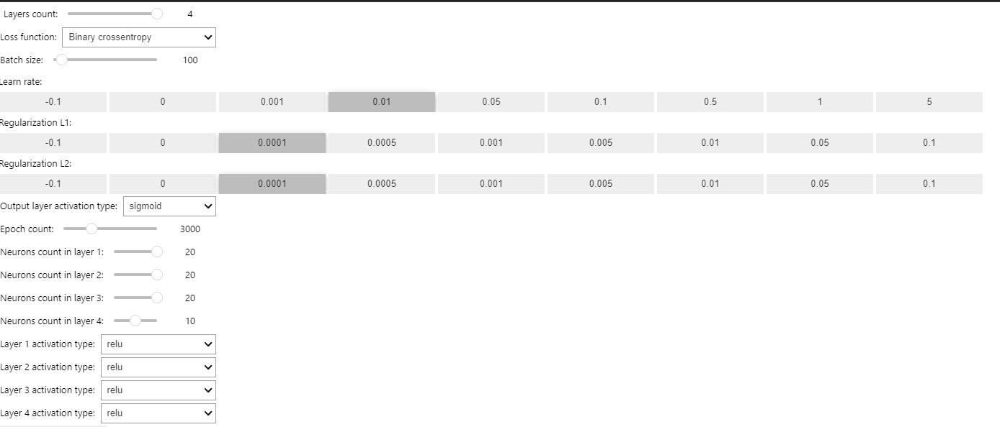 Layers count: 4
Loss function: Binary crossentropy
Batch size: 100
Learn rate:
-0.1 0 0.001 0.01 0.05 0.1 0.5 1 5
Regularization L1:
-0.1 0 0.0001 0.0005 0.001 0.005 0.01 0.05 0.1
Regularization L2:
-0.1 0 0.0001 0.0005 0.001 0.005 0.01 0.05 0.1
Output layer activation type: sigmoid
Epoch count: 3000
Neurons count in layer 1: 20
Neurons count in layer 2: 20
Neurons count in layer 3: 20
Neurons count in layer 4: 10
Layer 1 activation type: relu
Layer 2 activation type: relu
Layer 3 activation type: relu
Layer 4 activation type: relu